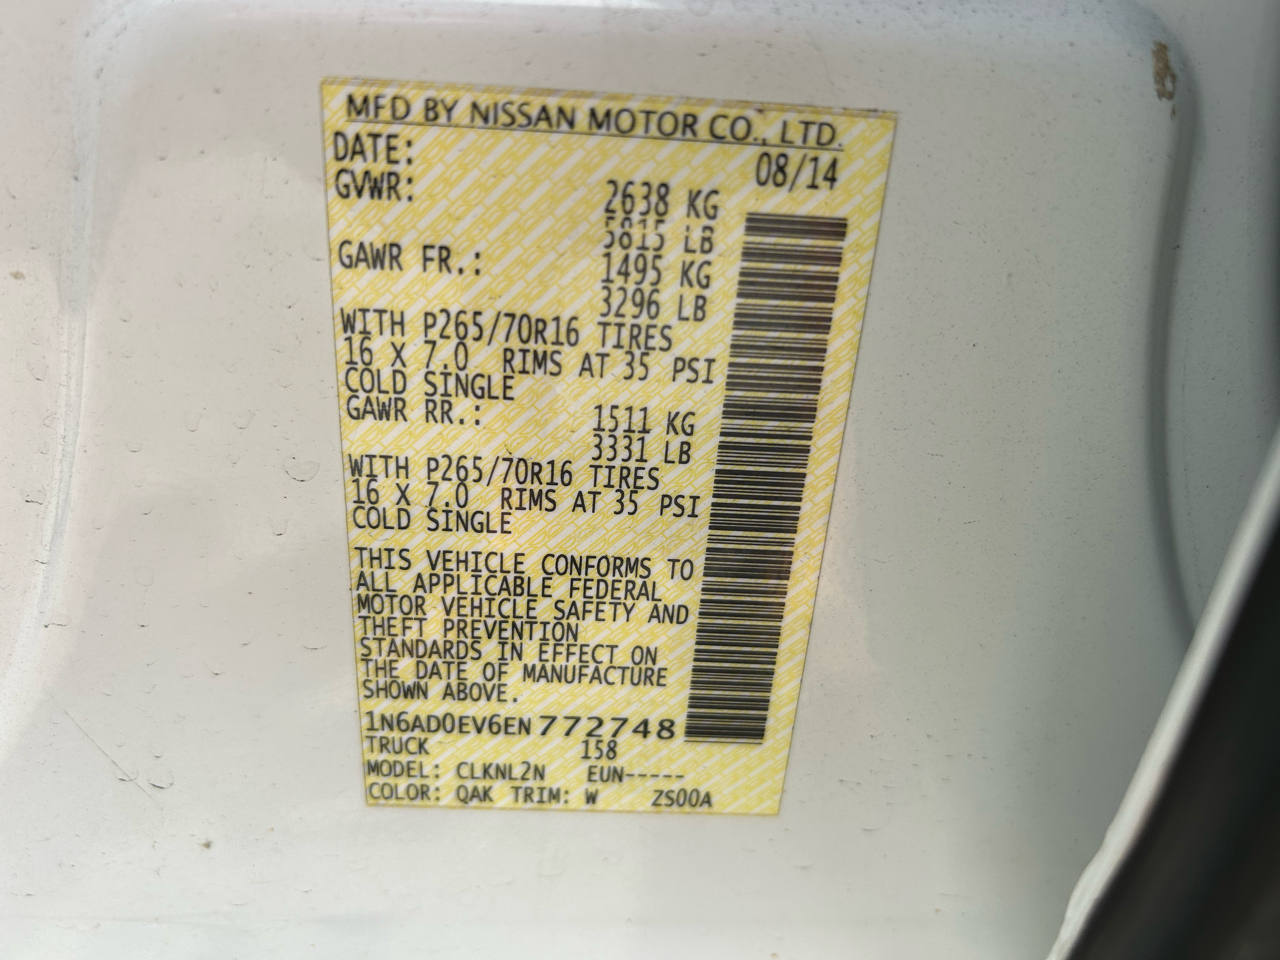 MFD BY NISSAN MOTOR CO., LTD.
DATE: 08/14
GVWR: 2638 KG
5815 LB
GAWR FR.: 1495 KG
3296 LB
WITH P265/70R16 TIRES
16 X 7.0 RIMS AT 35 PSI
COLD SINGLE
GAWR RR.: 1511 KG
3331 LB
WITH P265/70R16 TIRES
16 X 7.0 RIMS AT 35 PSI
COLD SINGLE
THIS VEHICLE CONFORMS TO
ALL APPLICABLE FEDERAL
MOTOR VEHICLE SAFETY AND
THEFT PREVENTION
STANDARDS IN EFFECT ON
THE DATE OF MANUFACTURE
SHOWN ABOVE.
1N6AD0EV6EN772748
TRUCK 158
MODEL: CLKNL2N EUN-----
COLOR: QAK TRIM: W ZS00A